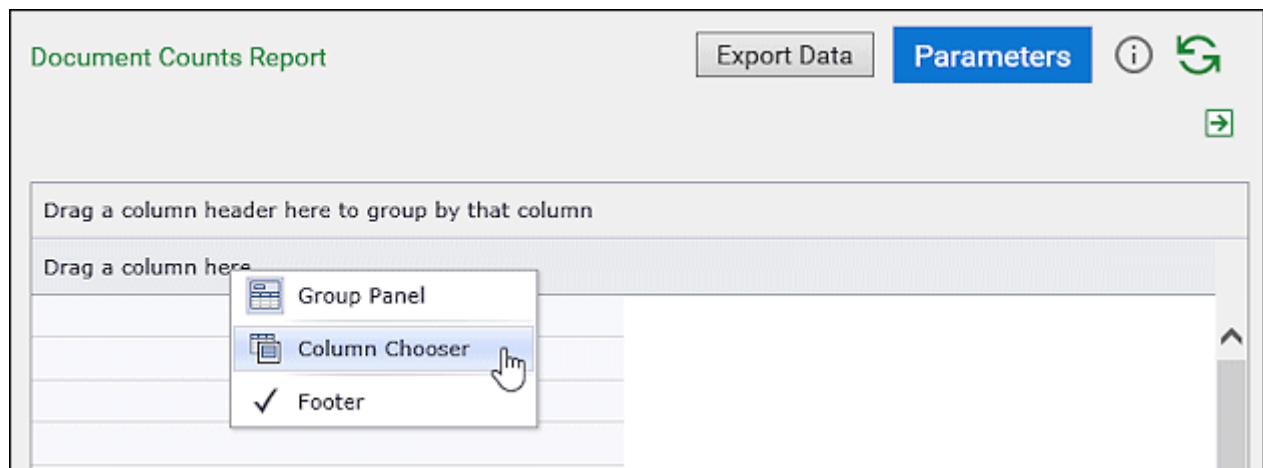 Document Counts Report
Export Data
Parameters
Drag a column header here to group by that column
Drag a column here
Group Panel
Column Chooser
Footer